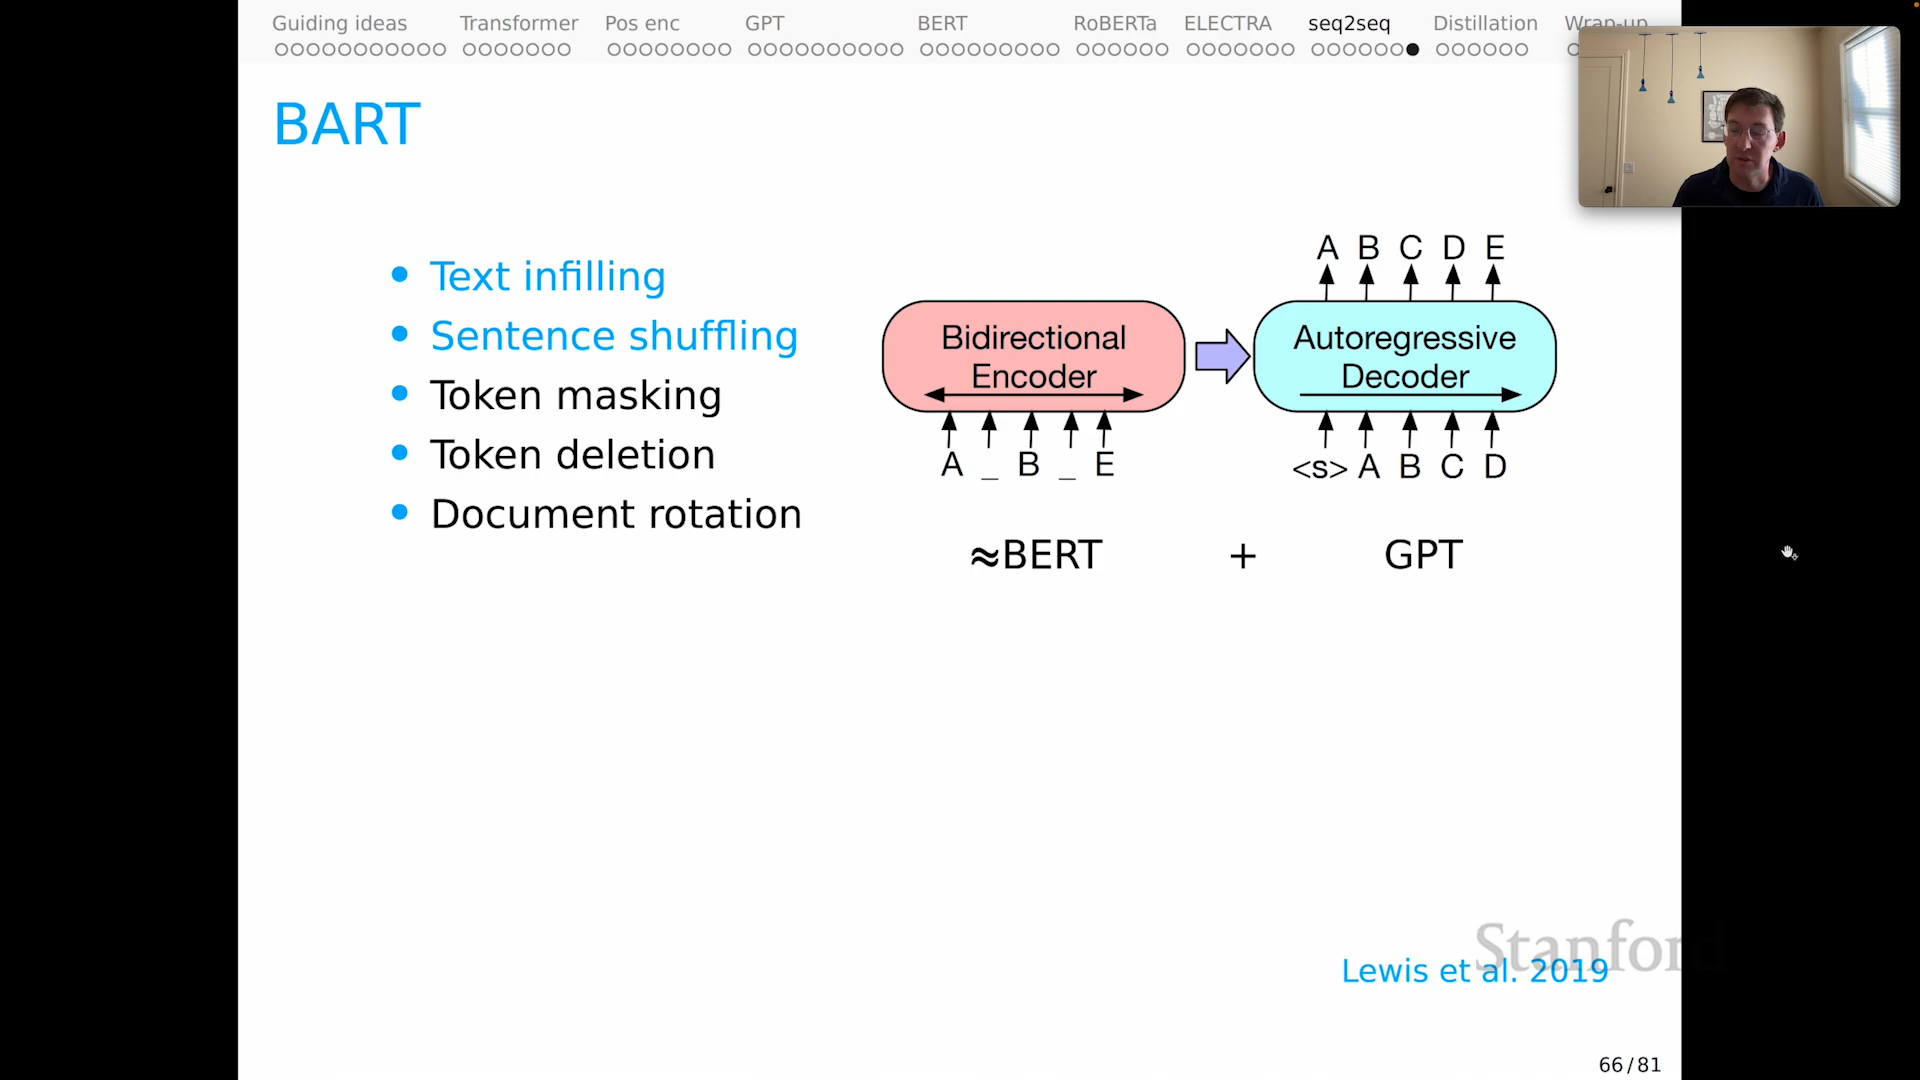 Guiding ideas Transformer Pos enc GPT BERT RoBERTa ELECTRA seq2seq Distillation Wrap-up
BART
• Text infilling
• Sentence shuffling
• Token masking
• Token deletion
• Document rotation
A B C D E
Bidirectional Encoder
Autoregressive Decoder
A _ B _ E
<s> A B C D
≈BERT + GPT
Stanford
Lewis et al. 2019
66/81